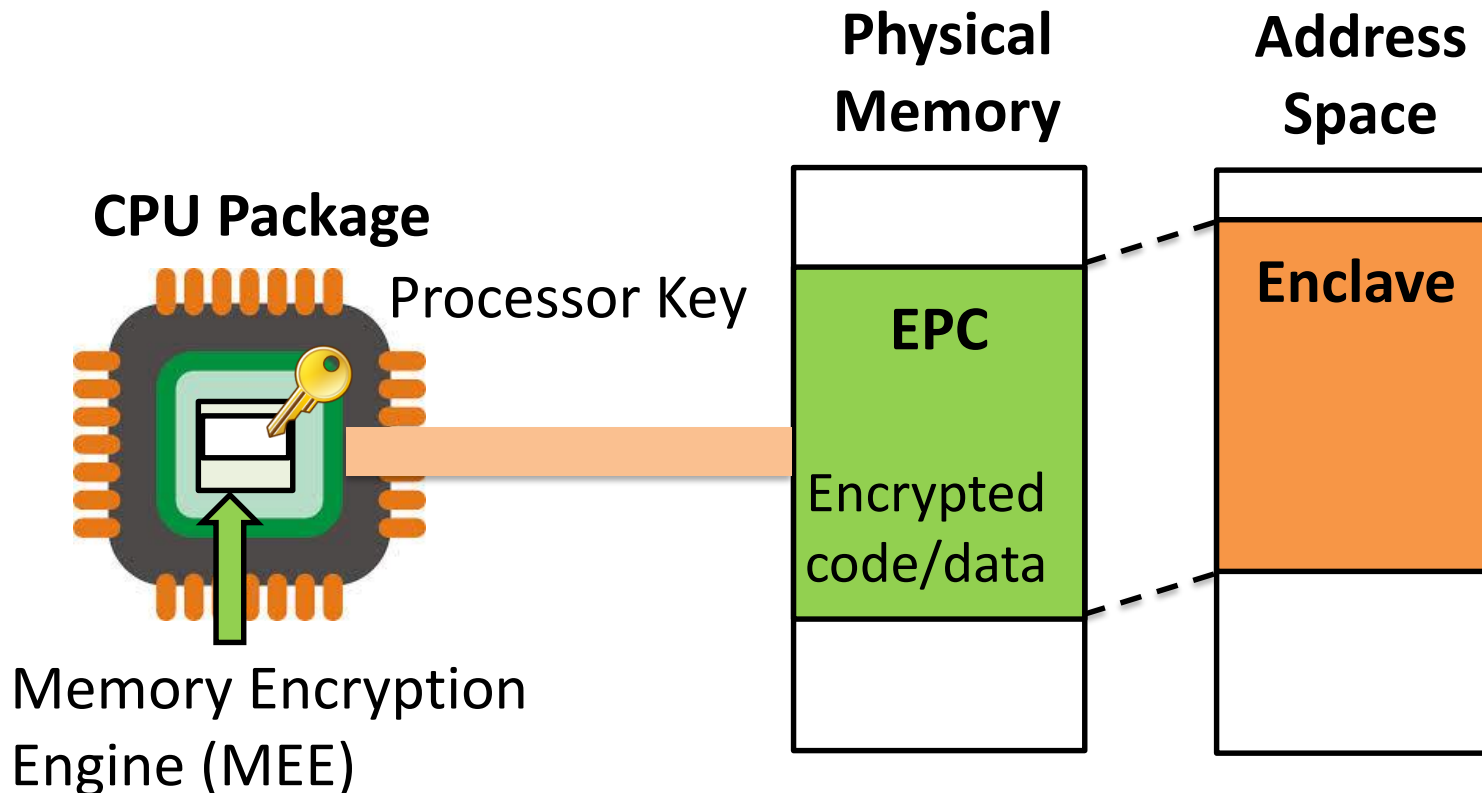 Physical
Memory
Address
Space
CPU Package
Processor Key
EPC
Enclave
Encrypted
code/data
Memory Encryption
Engine (MEE)